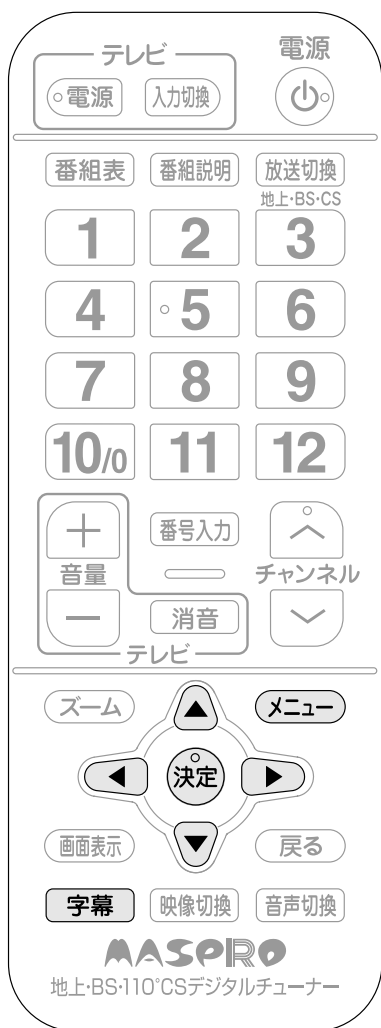 テレビ
電源
電源 入力切換
番組表 番組説明 放送切換
地上・BS・CS
1 2 3
4 5 6
7 8 9
10/0 11 12
番号入力
音量 チャンネル
消音
テレビ
ズーム メニュー
決定
画面表示 戻る
字幕 映像切換 音声切換
MASPRO
地上・BS・110°CSデジタルチューナー